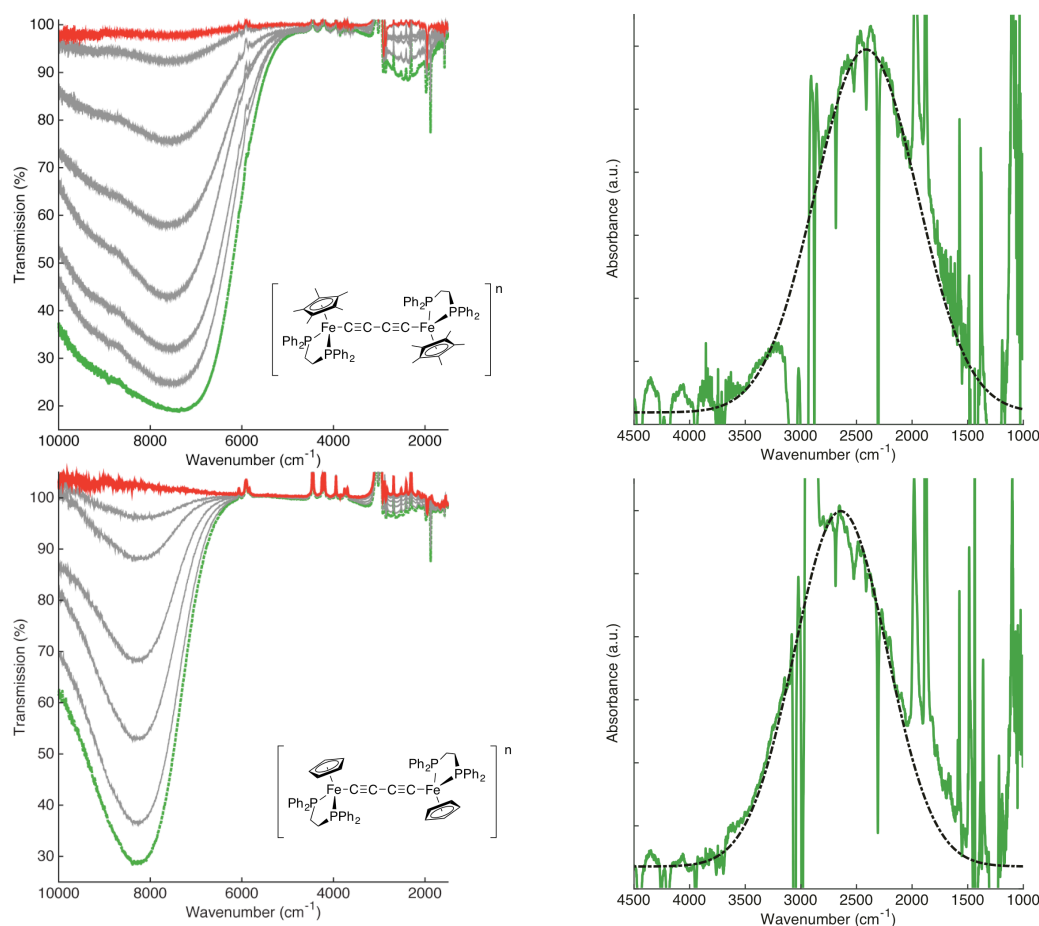 100
90
80
70
60
50
40
30
20
10000 8000 6000 4000 2000
Transmission (%)
Wavenumber (cm⁻¹)
n
Ph₂P
PPh₂
Fe C≡C C≡C Fe
Ph₂P
PPh₂
Absorbance (a.u.)
4500 4000 3500 3000 2500 2000 1500 1000
Wavenumber (cm⁻¹)
100
90
80
70
60
50
40
30
10000 8000 6000 4000 2000
Transmission (%)
Wavenumber (cm⁻¹)
n
Ph₂P
PPh₂
Fe C≡C C≡C Fe
Ph₂P
PPh₂
Absorbance (a.u.)
4500 4000 3500 3000 2500 2000 1500 1000
Wavenumber (cm⁻¹)